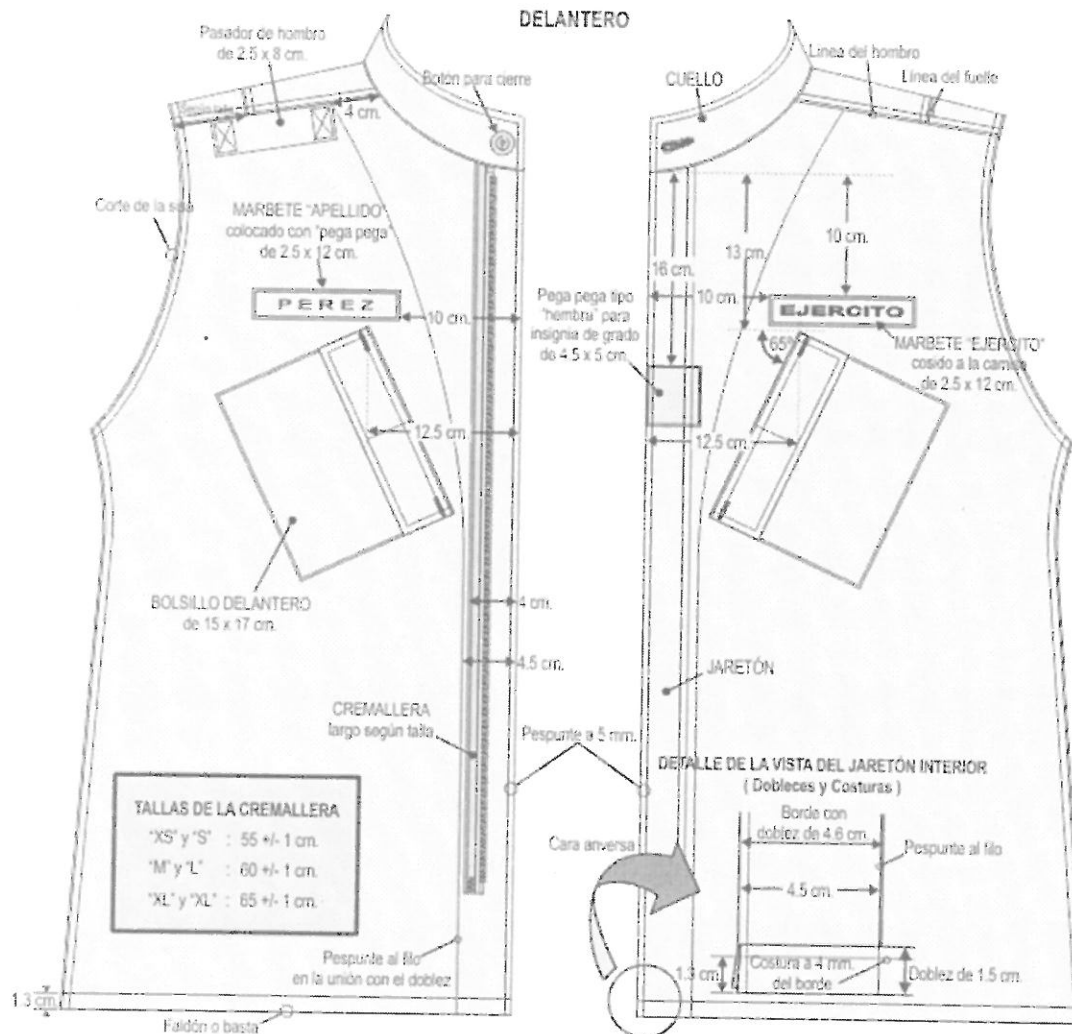 DELANTERO
Pasador de hombro
de 2.5 x 8 cm.
Botón para cierre
4 cm.
Corte de la sisa
MARBETE "APELLIDO"
colocado con "pega pega"
de 2.5 x 12 cm.
PEREZ
10 cm.
12.5 cm.
BOLSILLO DELANTERO
de 15 x 17 cm.
4 cm.
4.5 cm.
CREMALLERA
largo según talla
Pespunte a 5 mm.
TALLAS DE LA CREMALLERA
"XS" y "S" : 55 +/- 1 cm.
"M" y "L" : 60 +/- 1 cm.
"XL" y "XL" : 65 +/- 1 cm.
Pespunte al filo
en la unión con el doblez
1.3 cm.
Faldón o basta
CUELLO
Línea del hombro
Línea del fuelle
16 cm.
13 cm.
10 cm.
10 cm.
Pega pega tipo
"hembra" para
insignia de grado
de 4.5 x 5 cm.
EJERCITO
65º
MARBETE "EJERCITO"
cosido a la camisa
de 2.5 x 12 cm.
12.5 cm.
JARETÓN
DETALLE DE LA VISTA DEL JARETÓN INTERIOR
( Dobleces y Costuras )
Borde con
doblez de 4.6 cm.
Cara anversa
Pespunte al filo
4.5 cm.
1.3 cm.
Costura a 4 mm.
del borde
Doblez de 1.5 cm.